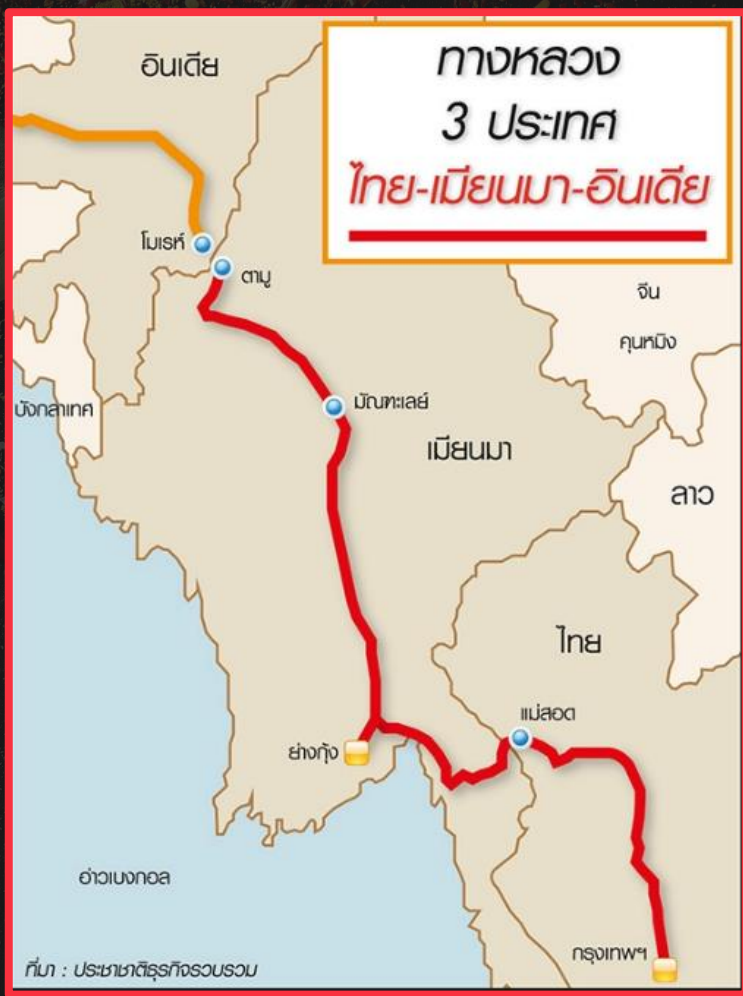 ทางหลวง
3 ประเทศ
ไทย-เมียนมา-อินเดีย
อินเดีย
โมเรห์
ตามู
จีน
คุนหมิง
บังกลาเทศ
มัณฑะเลย์
เมียนมา
ลาว
ไทย
แม่สอด
ย่างกุ้ง
อ่าวเบงกอล
กรุงเทพฯ
ที่มา : ประชาชาติธุรกิจรวบรวม